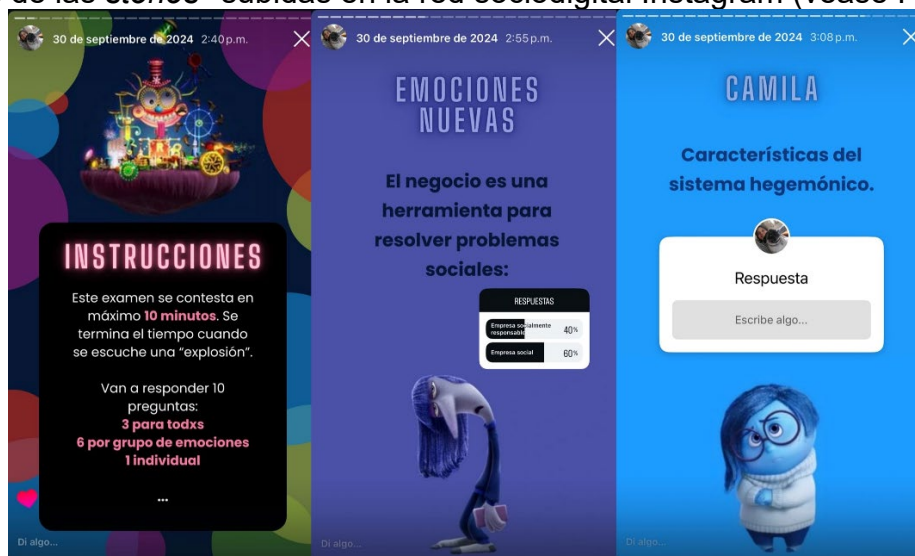 de las stories subidas en la red sociodigital Instagram
30 de septiembre de 2024 2:40 p.m.
INSTRUCCIONES
Este examen se contesta en
máximo 10 minutos. Se
termina el tiempo cuando
se escuche una “explosión”.
Van a responder 10
preguntas:
3 para todxs
6 por grupo de emociones
1 individual
...
Di algo...
30 de septiembre de 2024 2:55 p.m.
EMOCIONES
NUEVAS
El negocio es una
herramienta para
resolver problemas
sociales:
RESPUESTAS
Empresa socialmente
responsable 40%
Empresa social 60%
Di algo...
30 de septiembre de 2024 3:08 p.m.
CAMILA
Características del
sistema hegemónico.
Respuesta
Escribe algo...
Di algo...